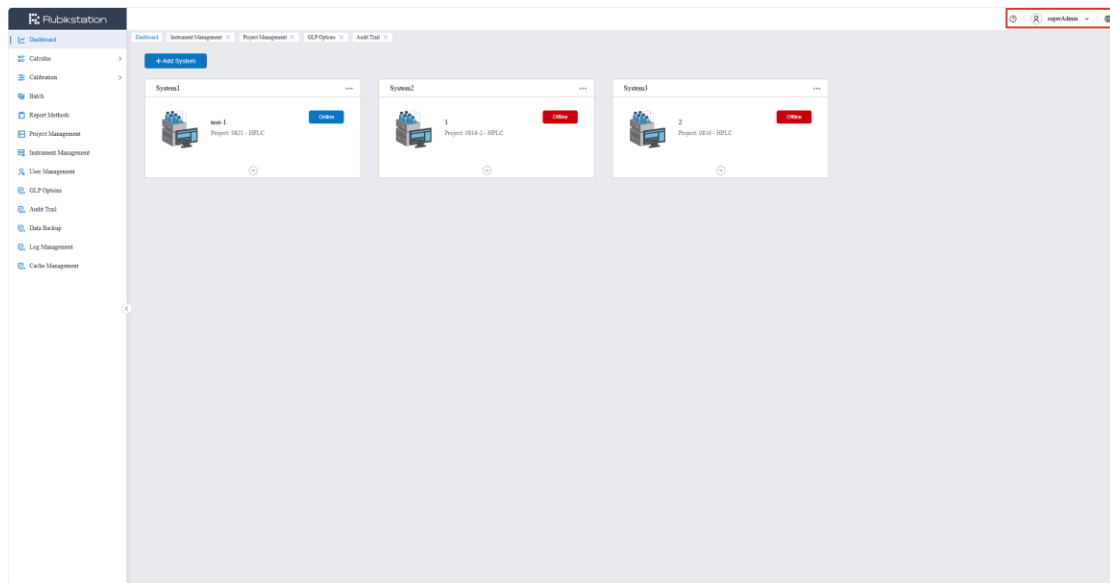 Rubikstation
superAdmin
Dashboard
Calculus
Calibration
Batch
Report Methods
Project Management
Instrument Management
User Management
GLP Options
Audit Trail
Data Backup
Log Management
Cache Management
Dashboard Instrument Management × Project Management × GLP Options × Audit Trail ×
+ Add System
System1 ...
test-1 Online
Project: 0821 - HPLC
System2 ...
1 Offline
Project: 0816-2 - HPLC
System3 ...
2 Offline
Project: 0816 - HPLC